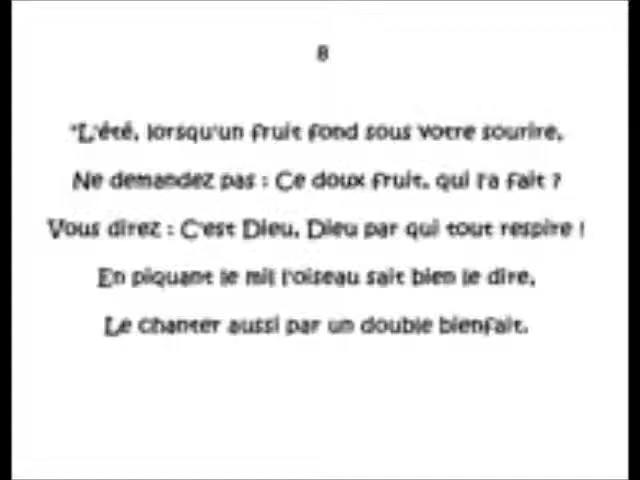 8
"L'été, lorsqu'un fruit fond sous votre sourire,
Ne demandez pas : Ce doux fruit, qui l'a fait ?
Vous direz : C'est Dieu, Dieu par qui tout respire !
En piquant le mil l'oiseau sait bien le dire,
Le chanter aussi par un double bienfait.